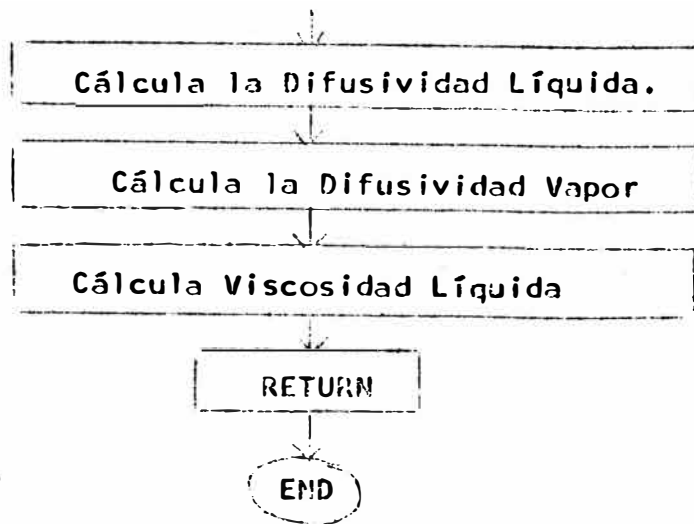 Cálcula la Difusividad Líquida.
Cálcula la Difusividad Vapor
Cálcula Viscosidad Líquida
RETURN
END